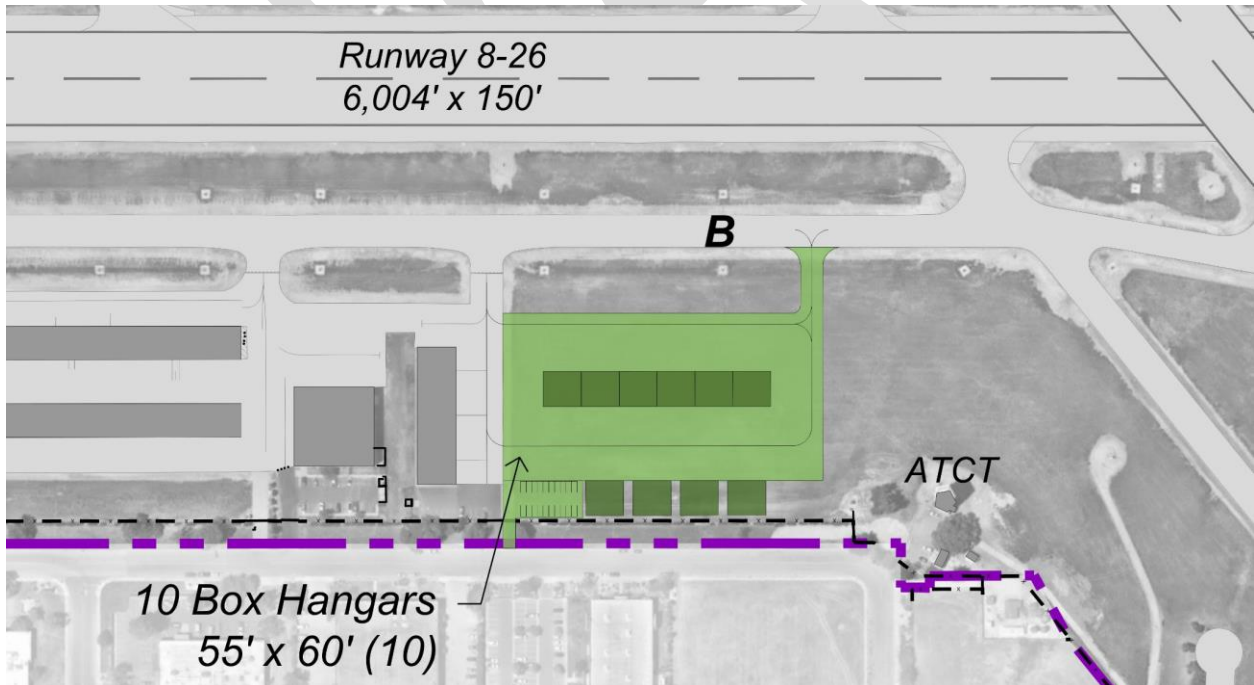 Runway 8-26
6,004' x 150'
B
ATCT
10 Box Hangars
55' x 60' (10)